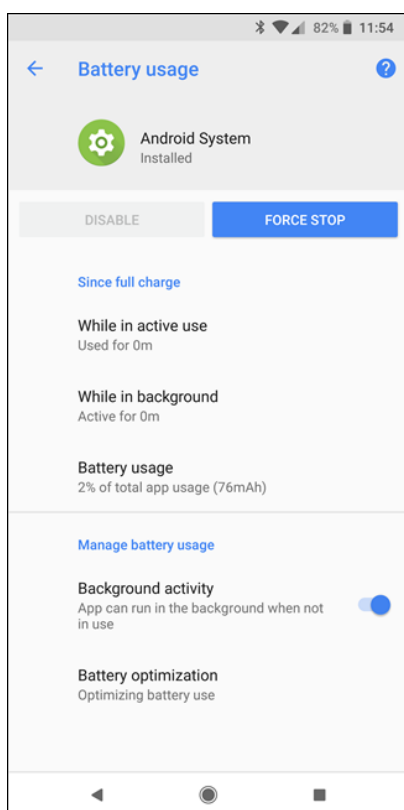 82% 11:54
Battery usage
Android System
Installed
DISABLE
FORCE STOP
Since full charge
While in active use
Used for 0m
While in background
Active for 0m
Battery usage
2% of total app usage (76mAh)
Manage battery usage
Background activity
App can run in the background when not
in use
Battery optimization
Optimizing battery use